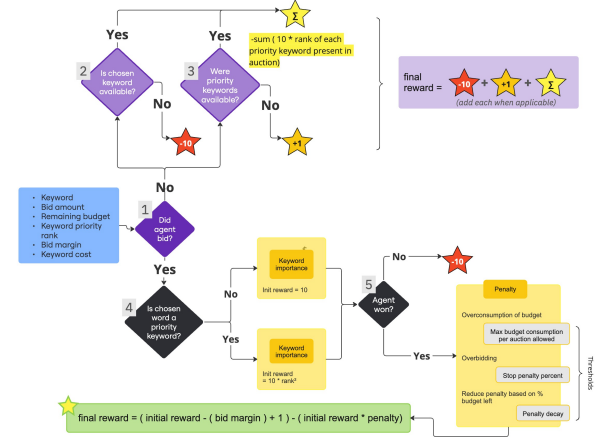 Yes
Yes
Σ
-sum ( 10 * rank of each
priority keyword present in
auction)
2
Is chosen
keyword
available?
3
Were
priority
keywords
available?
No
No
-10
+1
final
reward =
-10
+
+1
+
Σ
(add each when applicable)
No
• Keyword
• Bid amount
• Remaining budget
• Keyword priority
rank
• Bid margin
• Keyword cost
1
Did
agent
bid?
Yes
4
Is chosen
word a
priority
keyword?
No
Yes
Keyword
importance
Init reward = 10
Keyword
importance
Init reward
= 10 * rank²
5
Agent
won?
No
-10
Yes
Penalty
Overconsumption of budget
Max budget consumption
per auction allowed
Overbidding
Stop penalty percent
Reduce penalty based on %
budget left
Penalty decay
Thresholds
final reward = ( initial reward - ( bid margin ) + 1 ) - ( initial reward * penalty)